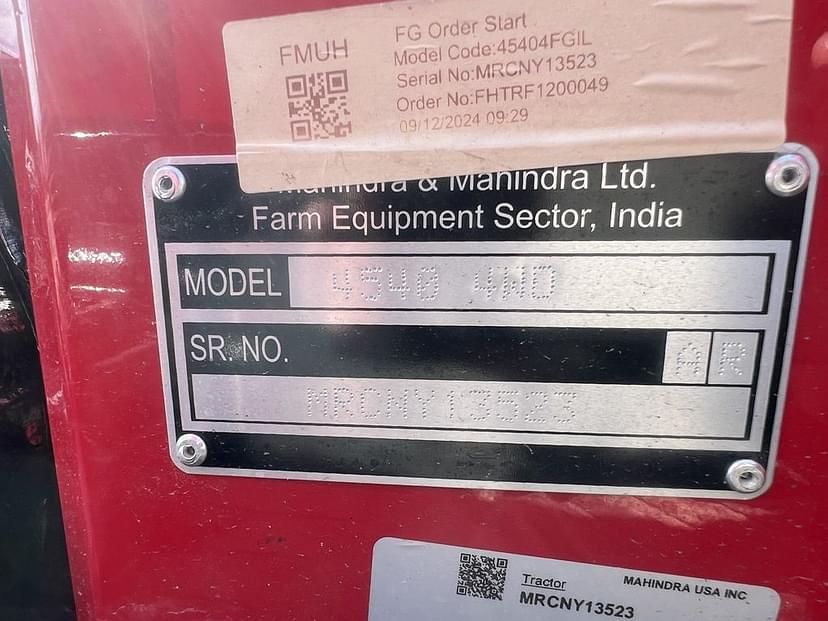 FMUH
FG Order Start
Model Code:45404FGIL
Serial No:MRCNY13523
Order No:FHTRF1200049
09/12/2024 09:29
Mahindra & Mahindra Ltd.
Farm Equipment Sector, India
MODEL 4540 4WD
SR. NO. A R
MRCNY13523
Tractor MAHINDRA USA INC
MRCNY13523